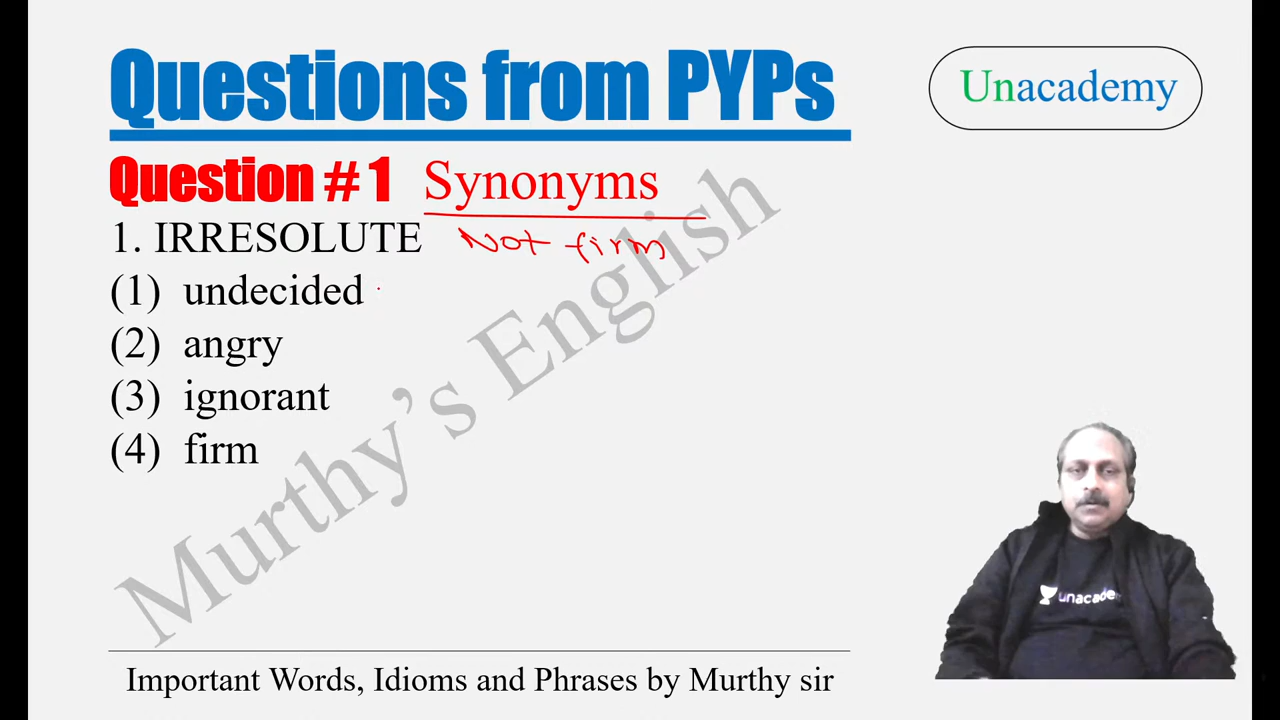 Questions from PYPs
Unacademy
Question # 1 Synonyms
1. IRRESOLUTE Not firm
(1) undecided
(2) angry
(3) ignorant
(4) firm
Murthy's English
unacade
Important Words, Idioms and Phrases by Murthy sir